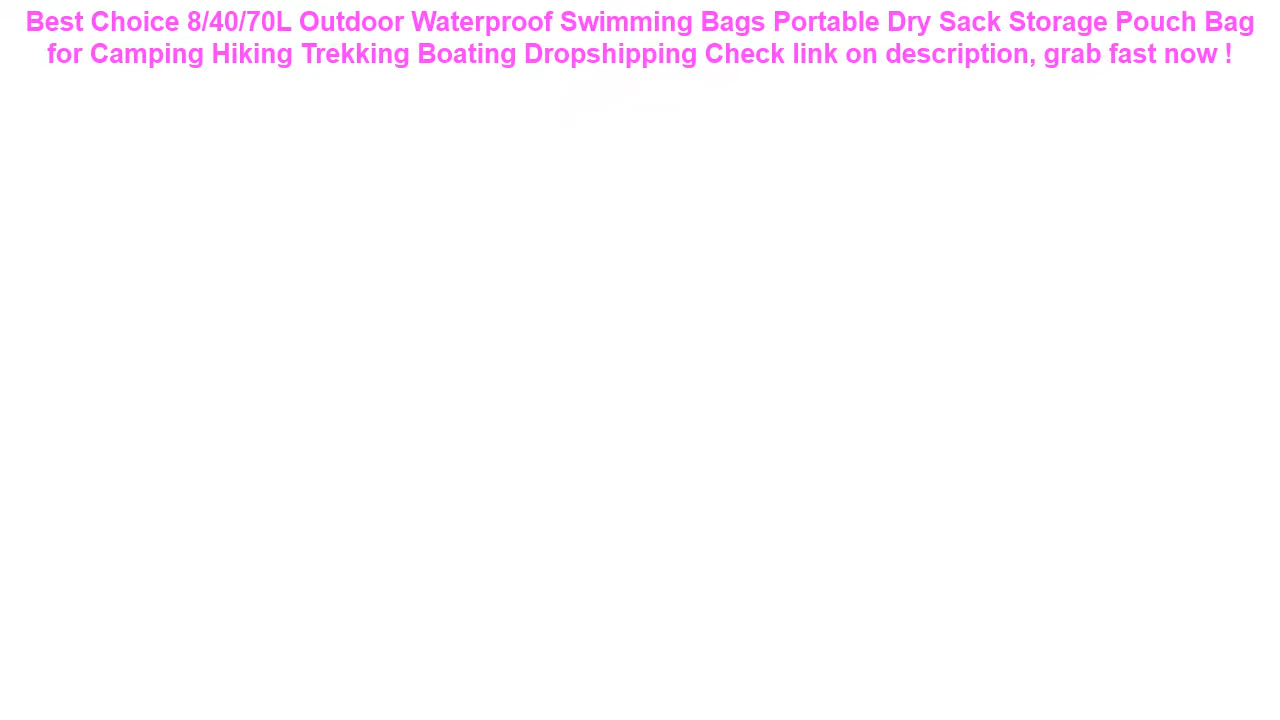 Best Choice 8/40/70L Outdoor Waterproof Swimming Bags Portable Dry Sack Storage Pouch Bag
for Camping Hiking Trekking Boating Dropshipping Check link on description, grab fast now !